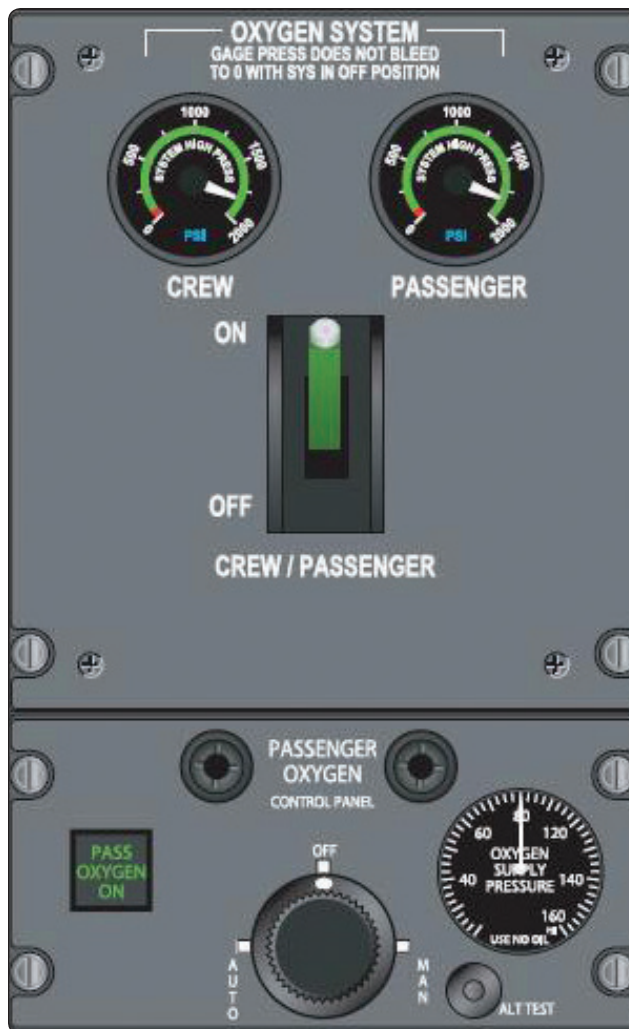 OXYGEN SYSTEM
GAGE PRESS DOES NOT BLEED
TO 0 WITH SYS IN OFF POSITION
0 500 1000 1500 2000
SYSTEM HIGH PRESS
PSI
0 500 1000 1500 2000
SYSTEM HIGH PRESS
PSI
CREW
PASSENGER
ON
OFF
CREW / PASSENGER
PASSENGER
OXYGEN
CONTROL PANEL
PASS
OXYGEN
ON
OFF
AUTO
MAN
40 60 80 120 140 160
OXYGEN
SUPPLY
PRESSURE
PSI
USE NO OIL
ALT TEST